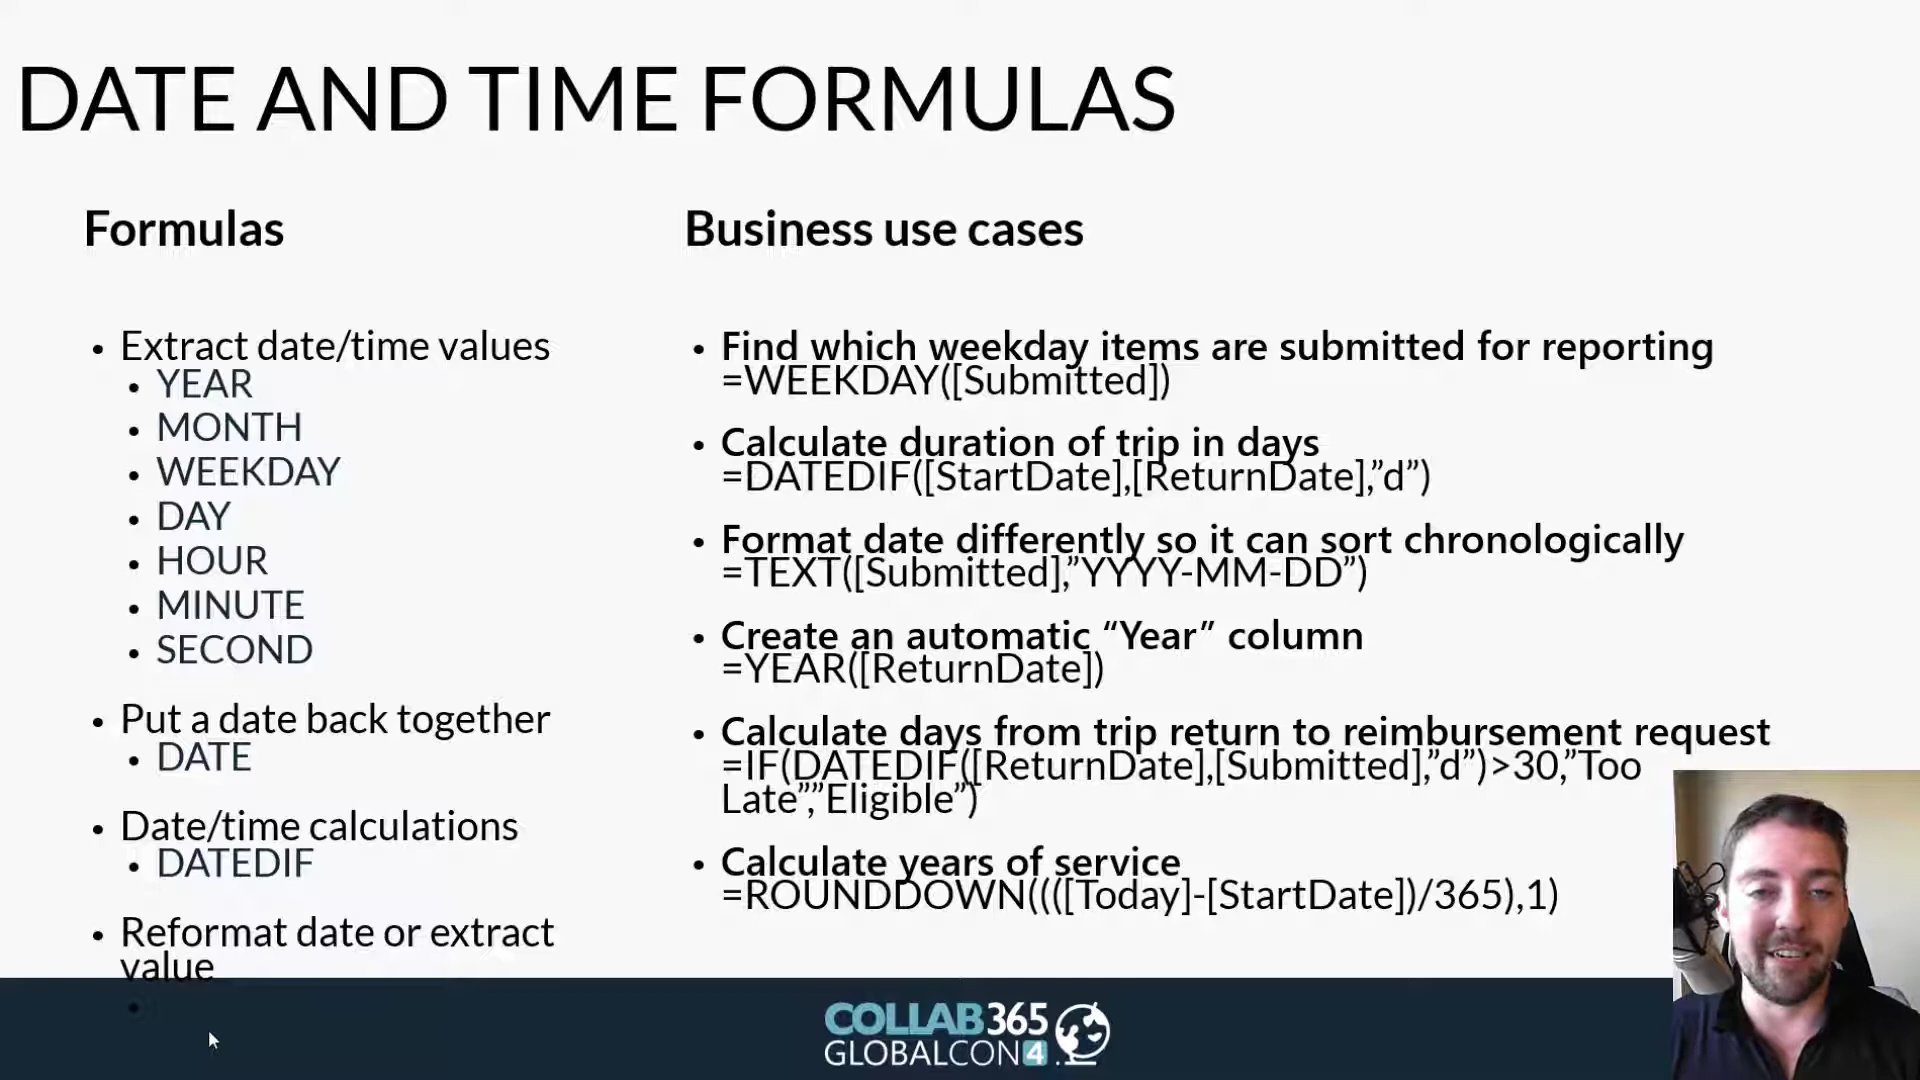 DATE AND TIME FORMULAS
Formulas
• Extract date/time values
• YEAR
• MONTH
• WEEKDAY
• DAY
• HOUR
• MINUTE
• SECOND
• Put a date back together
• DATE
• Date/time calculations
• DATEDIF
• Reformat date or extract
value
Business use cases
• Find which weekday items are submitted for reporting
=WEEKDAY([Submitted])
• Calculate duration of trip in days
=DATEDIF([StartDate],[ReturnDate],”d”)
• Format date differently so it can sort chronologically
=TEXT([Submitted],”YYYY-MM-DD”)
• Create an automatic “Year” column
=YEAR([ReturnDate])
• Calculate days from trip return to reimbursement request
=IF(DATEDIF([ReturnDate],[Submitted],”d”)>30,”Too
Late”,”Eligible”)
• Calculate years of service
=ROUNDDOWN((([Today]-[StartDate])/365),1)
COLLAB365
GLOBALCON4